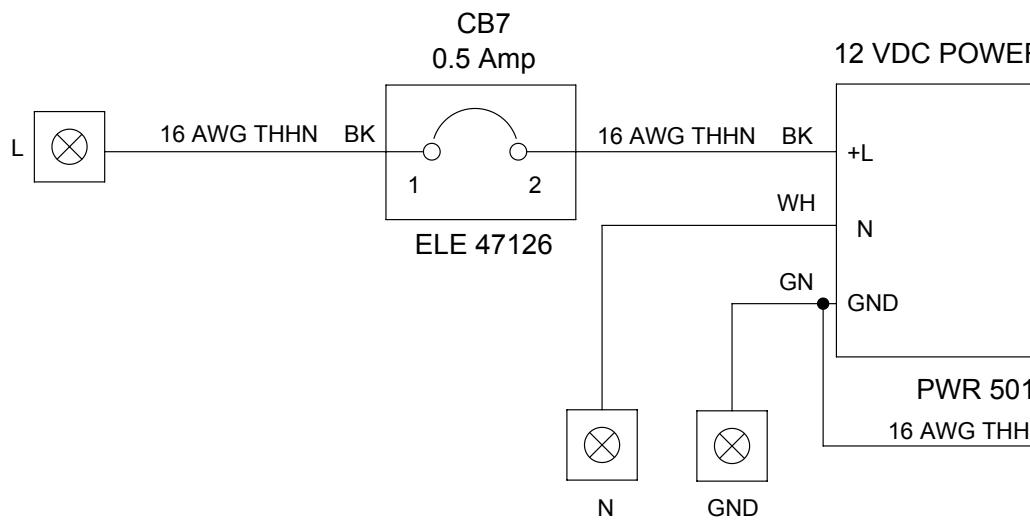 CB7
0.5 Amp
12 VDC POWER
L
16 AWG THHN BK
1 2
16 AWG THHN BK
+L
WH
N
ELE 47126
GN
GND
PWR 501
16 AWG THH
N
GND